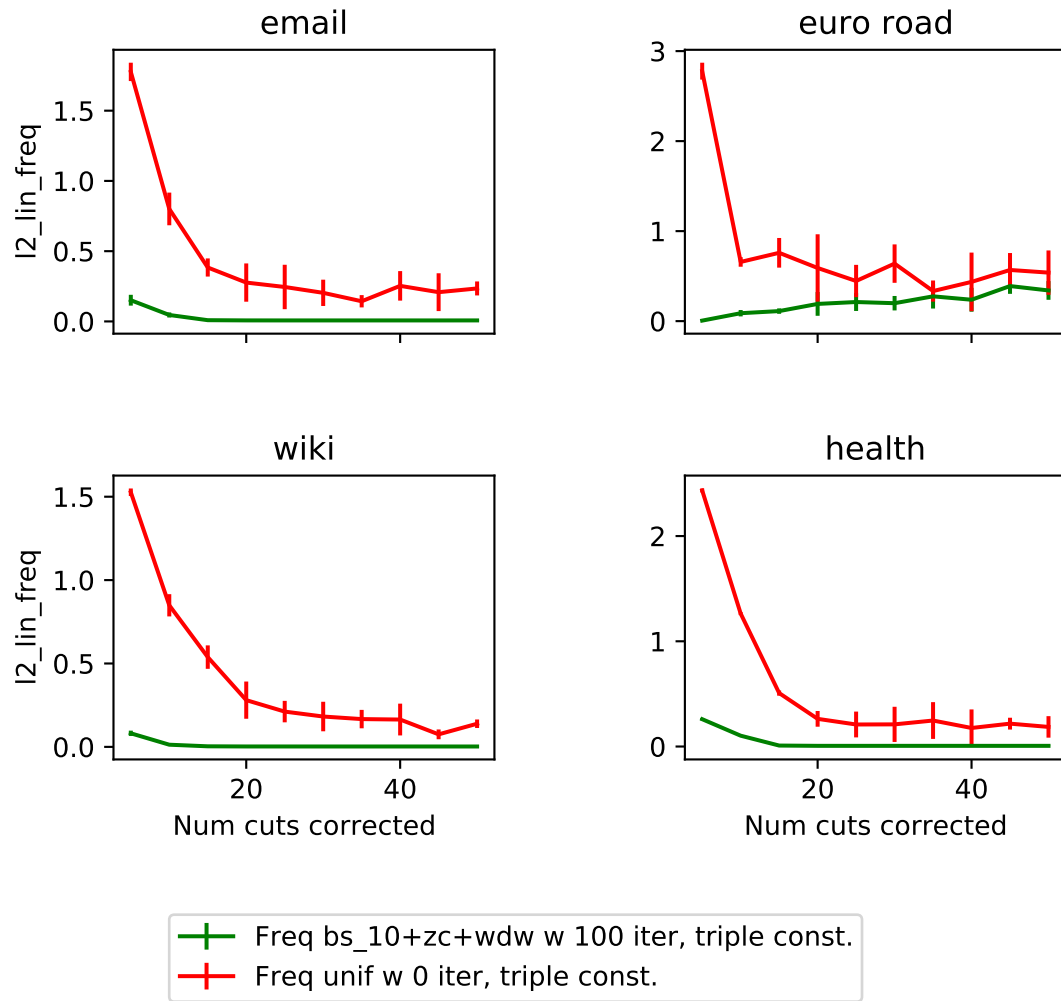 email
euro road
l2_lin_freq
1.5
1.0
0.5
0.0
3
2
1
0
wiki
health
l2_lin_freq
1.5
1.0
0.5
0.0
2
1
0
20 40
20 40
Num cuts corrected
Num cuts corrected
Freq bs_10+zc+wdw w 100 iter, triple const.
Freq unif w 0 iter, triple const.